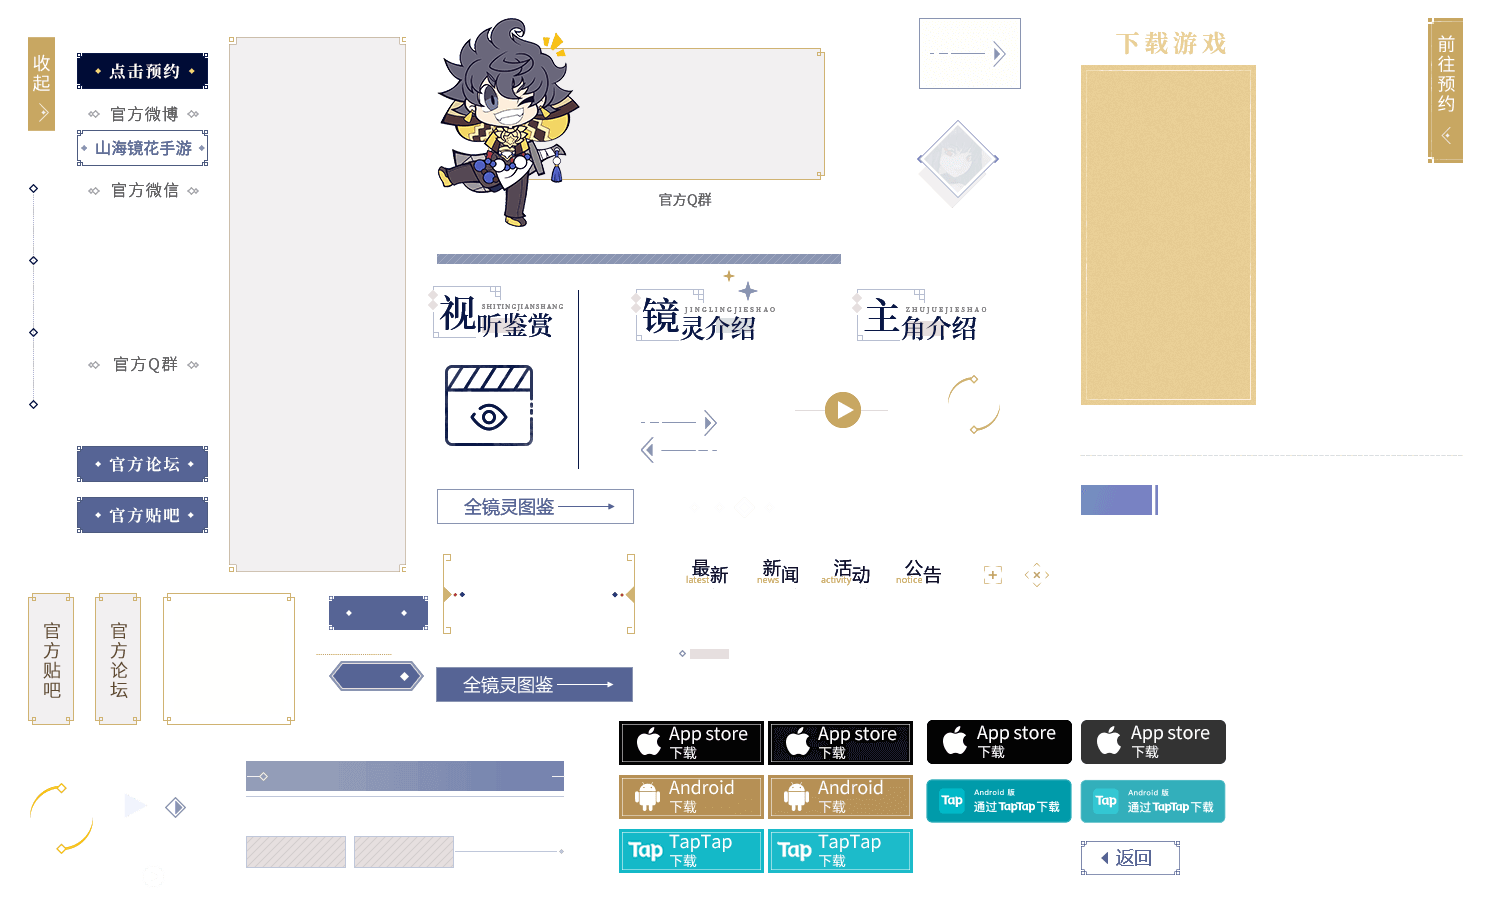 收起
点击预约
官方微博
山海镜花手游
官方微信
官方Q群
官方论坛
官方贴吧
官方Q群
下载游戏
前往预约
视听鉴赏
SHITINGJIANSHANG
镜灵介绍
JINGLINGJIESHAO
主角介绍
ZHUJUEJIESHAO
全镜灵图鉴
最新
latest
新闻
news
活动
activity
公告
notice
官方贴吧
官方论坛
全镜灵图鉴
App store
下载
App store
下载
App store
下载
App store
下载
Android
下载
Android
下载
Tap
Android 版
通过TapTap下载
Tap
Android 版
通过TapTap下载
Tap
TapTap
下载
Tap
TapTap
下载
返回